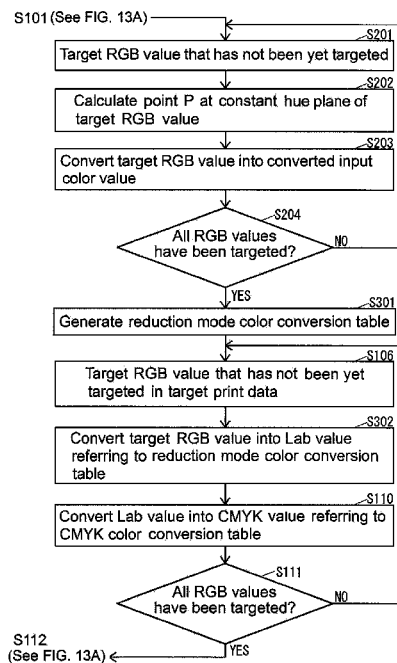 S101 (See FIG. 13A)
S201
Target RGB value that has not been yet targeted
S202
Calculate point P at constant hue plane of
target RGB value
S203
Convert target RGB value into converted input
color value
S204
All RGB values
have been targeted?
NO
YES
S301
Generate reduction mode color conversion table
S106
Target RGB value that has not been yet
targeted in target print data
S302
Convert target RGB value into Lab value
referring to reduction mode color conversion
table
S110
Convert Lab value into CMYK value referring to
CMYK color conversion table
S111
All RGB values
have been targeted?
NO
YES
S112
(See FIG. 13A)